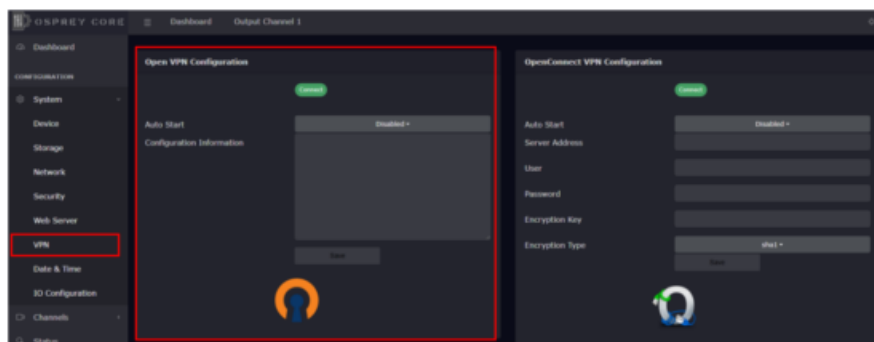 OSPREY CORE
Dashboard
Output Channel 1
Dashboard
CONFIGURATION
System
Device
Storage
Network
Security
Web Server
VPN
Date & Time
IO Configuration
Channels
Status
Open VPN Configuration
Connect
Auto Start
Disabled
Configuration Information
Save
OpenConnect VPN Configuration
Connect
Auto Start
Disabled
Server Address
User
Password
Encryption Key
Encryption Type
sha1
Save